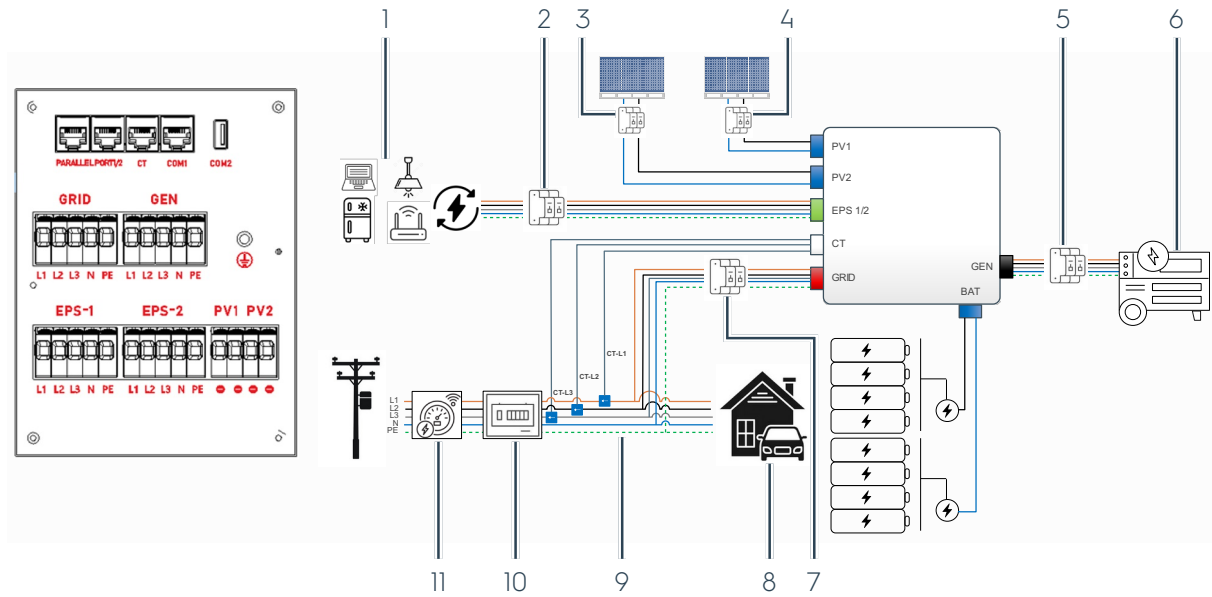 1 2 3 4 5 6
PARALLEL PORT1/2 CT COM1 COM2
GRID GEN
L1 L2 L3 N PE L1 L2 L3 N PE
EPS-1 EPS-2 PV1 PV2
L1 L2 L3 N PE L1 L2 L3 N PE
PV1
PV2
EPS 1/2
CT
GRID
GEN
BAT
CT-L1
CT-L2
CT-L3
L1
L2
L3
N
PE
11 10 9 8 7